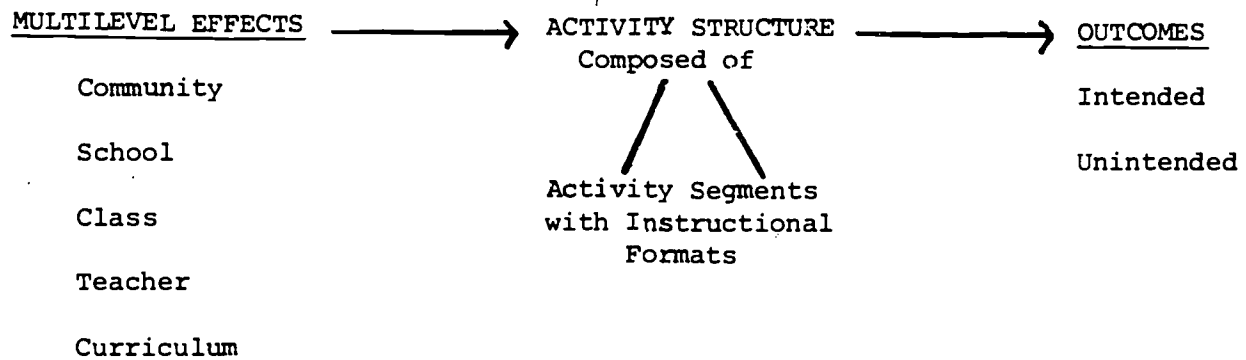 MULTILEVEL EFFECTS
Community
School
Class
Teacher
Curriculum
ACTIVITY STRUCTURE
Composed of
Activity Segments
with Instructional
Formats
OUTCOMES
Intended
Unintended